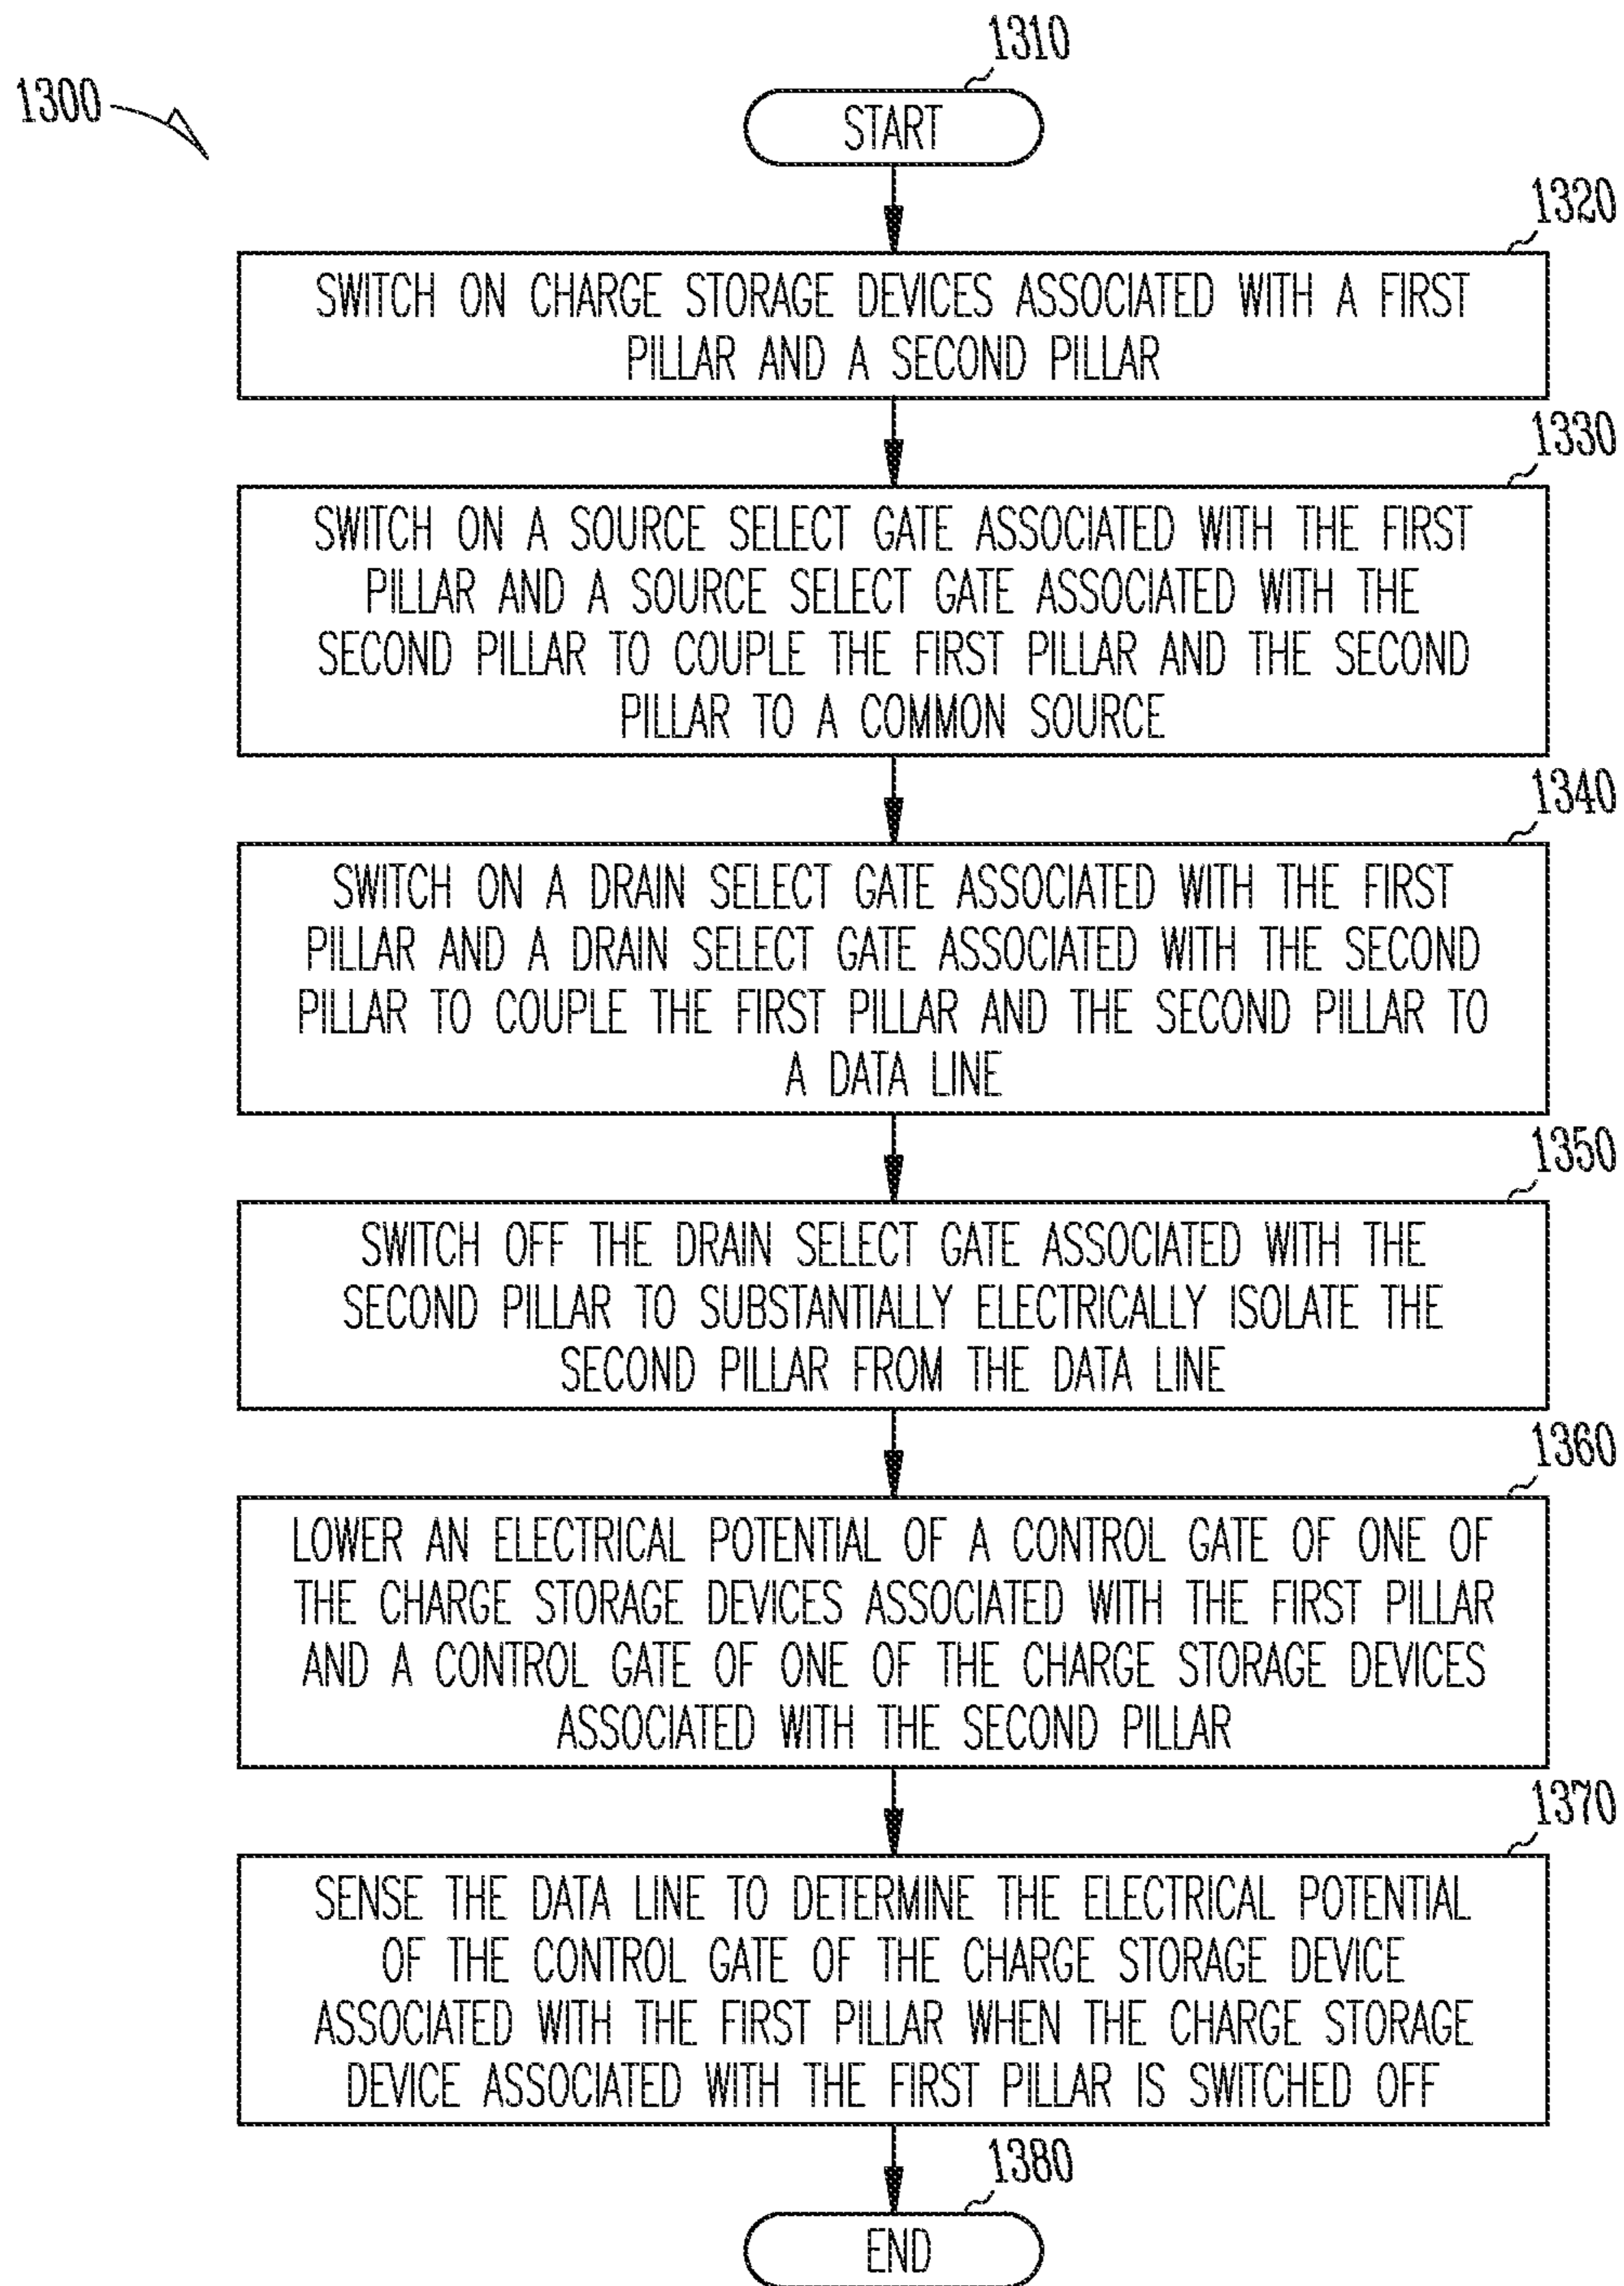 1310
1300
START
1320
SWITCH ON CHARGE STORAGE DEVICES ASSOCIATED WITH A FIRST
PILLAR AND A SECOND PILLAR
1330
SWITCH ON A SOURCE SELECT GATE ASSOCIATED WITH THE FIRST
PILLAR AND A SOURCE SELECT GATE ASSOCIATED WITH THE
SECOND PILLAR TO COUPLE THE FIRST PILLAR AND THE SECOND
PILLAR TO A COMMON SOURCE
1340
SWITCH ON A DRAIN SELECT GATE ASSOCIATED WITH THE FIRST
PILLAR AND A DRAIN SELECT GATE ASSOCIATED WITH THE SECOND
PILLAR TO COUPLE THE FIRST PILLAR AND THE SECOND PILLAR TO
A DATA LINE
1350
SWITCH OFF THE DRAIN SELECT GATE ASSOCIATED WITH THE
SECOND PILLAR TO SUBSTANTIALLY ELECTRICALLY ISOLATE THE
SECOND PILLAR FROM THE DATA LINE
1360
LOWER AN ELECTRICAL POTENTIAL OF A CONTROL GATE OF ONE OF
THE CHARGE STORAGE DEVICES ASSOCIATED WITH THE FIRST PILLAR
AND A CONTROL GATE OF ONE OF THE CHARGE STORAGE DEVICES
ASSOCIATED WITH THE SECOND PILLAR
1370
SENSE THE DATA LINE TO DETERMINE THE ELECTRICAL POTENTIAL
OF THE CONTROL GATE OF THE CHARGE STORAGE DEVICE
ASSOCIATED WITH THE FIRST PILLAR WHEN THE CHARGE STORAGE
DEVICE ASSOCIATED WITH THE FIRST PILLAR IS SWITCHED OFF
1380
END